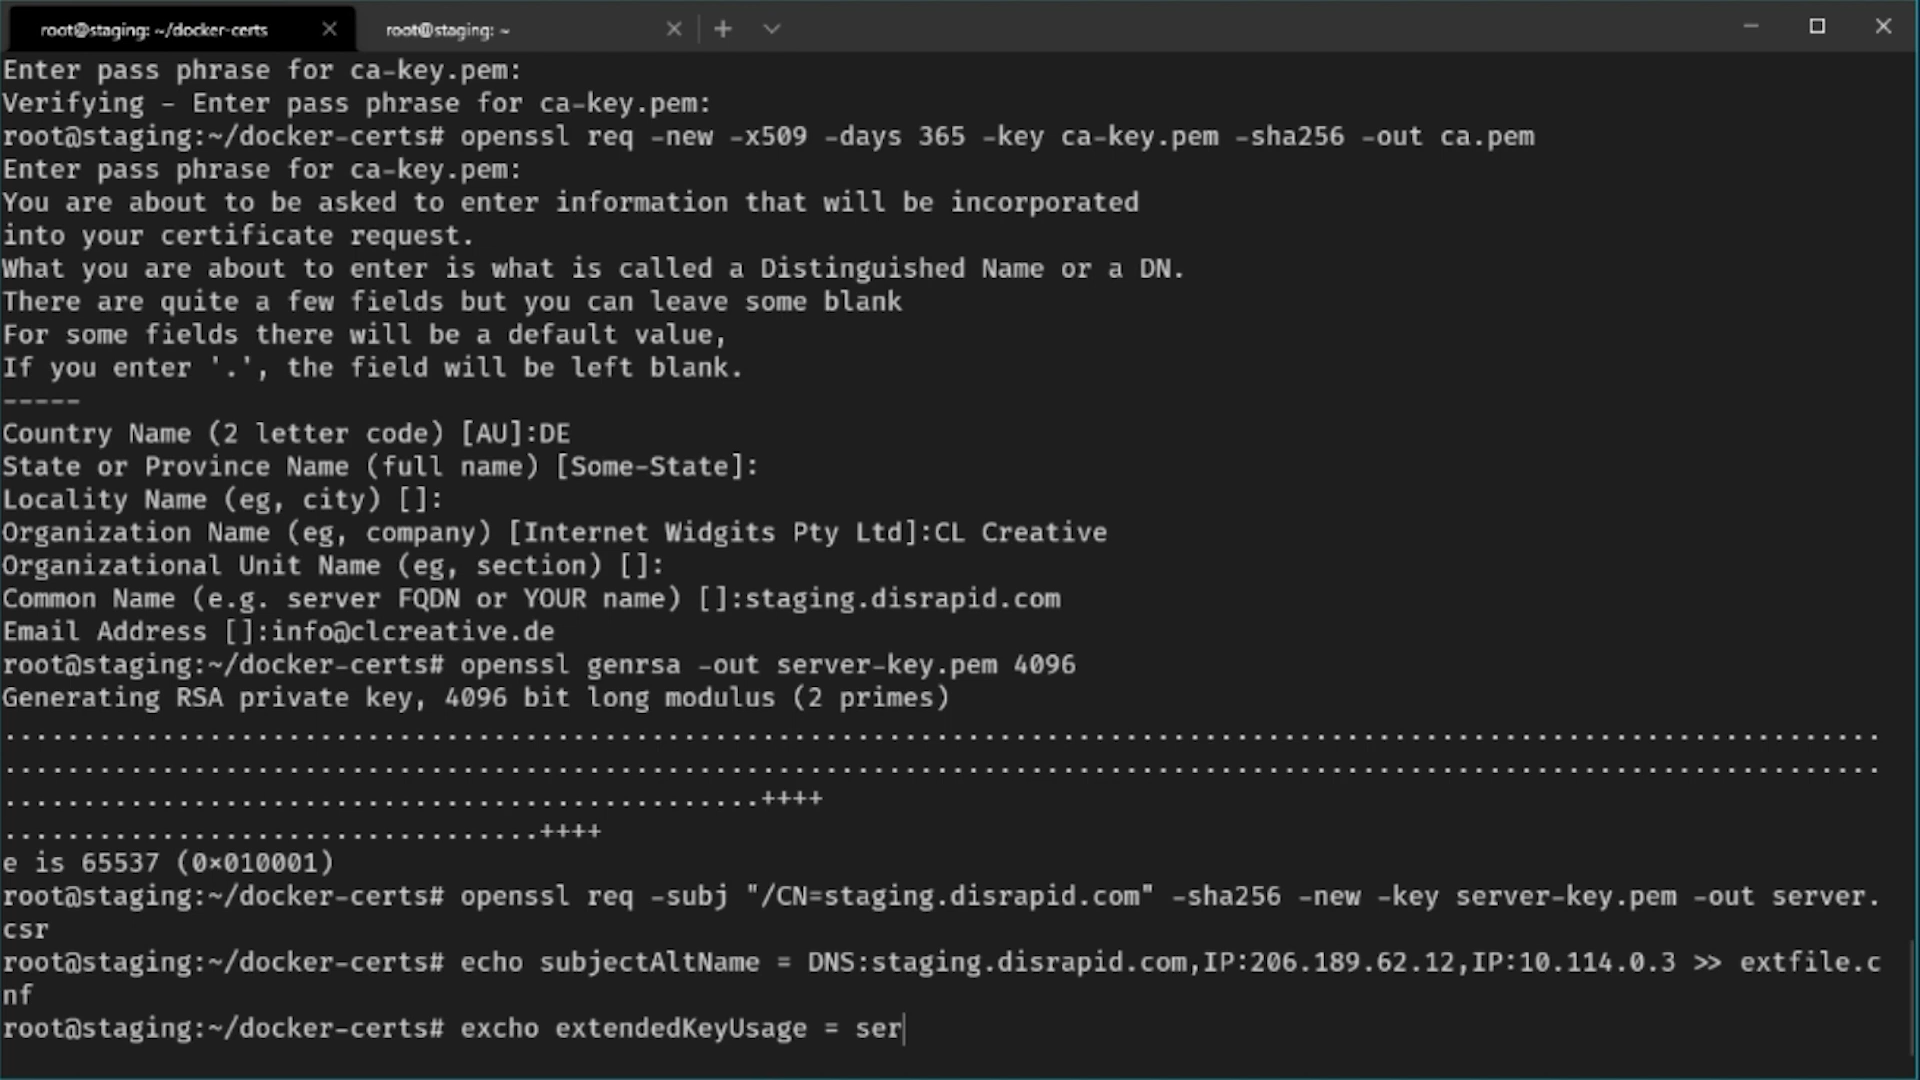 root@staging: ~/docker-certs
root@staging: ~
Enter pass phrase for ca-key.pem:
Verifying - Enter pass phrase for ca-key.pem:
root@staging:~/docker-certs# openssl req -new -x509 -days 365 -key ca-key.pem -sha256 -out ca.pem
Enter pass phrase for ca-key.pem:
You are about to be asked to enter information that will be incorporated
into your certificate request.
What you are about to enter is what is called a Distinguished Name or a DN.
There are quite a few fields but you can leave some blank
For some fields there will be a default value,
If you enter '.', the field will be left blank.
-----
Country Name (2 letter code) [AU]:DE
State or Province Name (full name) [Some-State]:
Locality Name (eg, city) []:
Organization Name (eg, company) [Internet Widgits Pty Ltd]:CL Creative
Organizational Unit Name (eg, section) []:
Common Name (e.g. server FQDN or YOUR name) []:staging.disrapid.com
Email Address []:info@clcreative.de
root@staging:~/docker-certs# openssl genrsa -out server-key.pem 4096
Generating RSA private key, 4096 bit long modulus (2 primes)
.......................................................................................................................
.......................................................................................................................
................................................++++
..................................++++
e is 65537 (0x010001)
root@staging:~/docker-certs# openssl req -subj "/CN=staging.disrapid.com" -sha256 -new -key server-key.pem -out server.
csr
root@staging:~/docker-certs# echo subjectAltName = DNS:staging.disrapid.com,IP:206.189.62.12,IP:10.114.0.3 >> extfile.c
nf
root@staging:~/docker-certs# excho extendedKeyUsage = ser